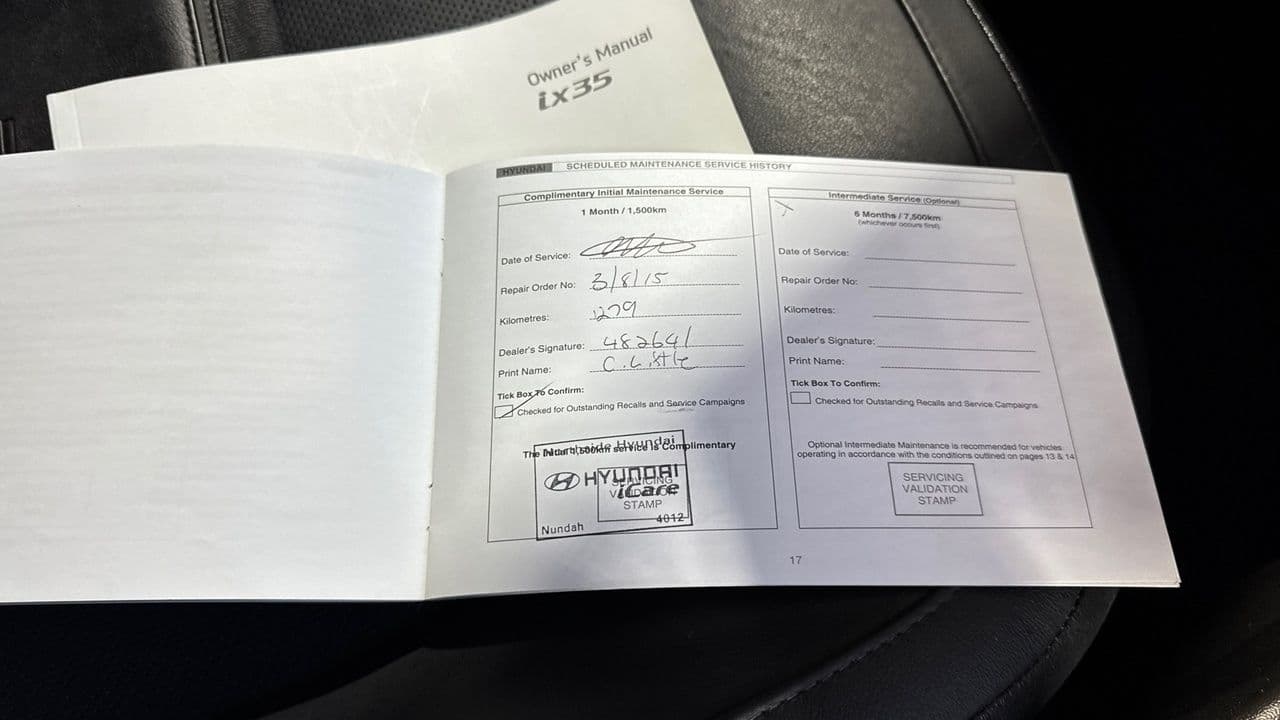 Owner's Manual
ix35
HYUNDAI SCHEDULED MAINTENANCE SERVICE HISTORY
Complimentary Initial Maintenance Service
1 Month / 1,500km
Date of Service:
Repair Order No: 3/8/15
Kilometres: 1279
Dealer's Signature: 482641
Print Name: C. Little
Tick Box To Confirm:
Checked for Outstanding Recalls and Service Campaigns
The Initial 1,500km service is Complimentary
Northside Hyundai
HYUNDAI
iCare
SERVICING
VALIDATION
STAMP
Nundah 4012
Intermediate Service (Optional)
6 Months / 7,500km
(whichever occurs first)
Date of Service:
Repair Order No:
Kilometres:
Dealer's Signature:
Print Name:
Tick Box To Confirm:
Checked for Outstanding Recalls and Service Campaigns
Optional Intermediate Maintenance is recommended for vehicles
operating in accordance with the conditions outlined on pages 13 & 14
SERVICING
VALIDATION
STAMP
17